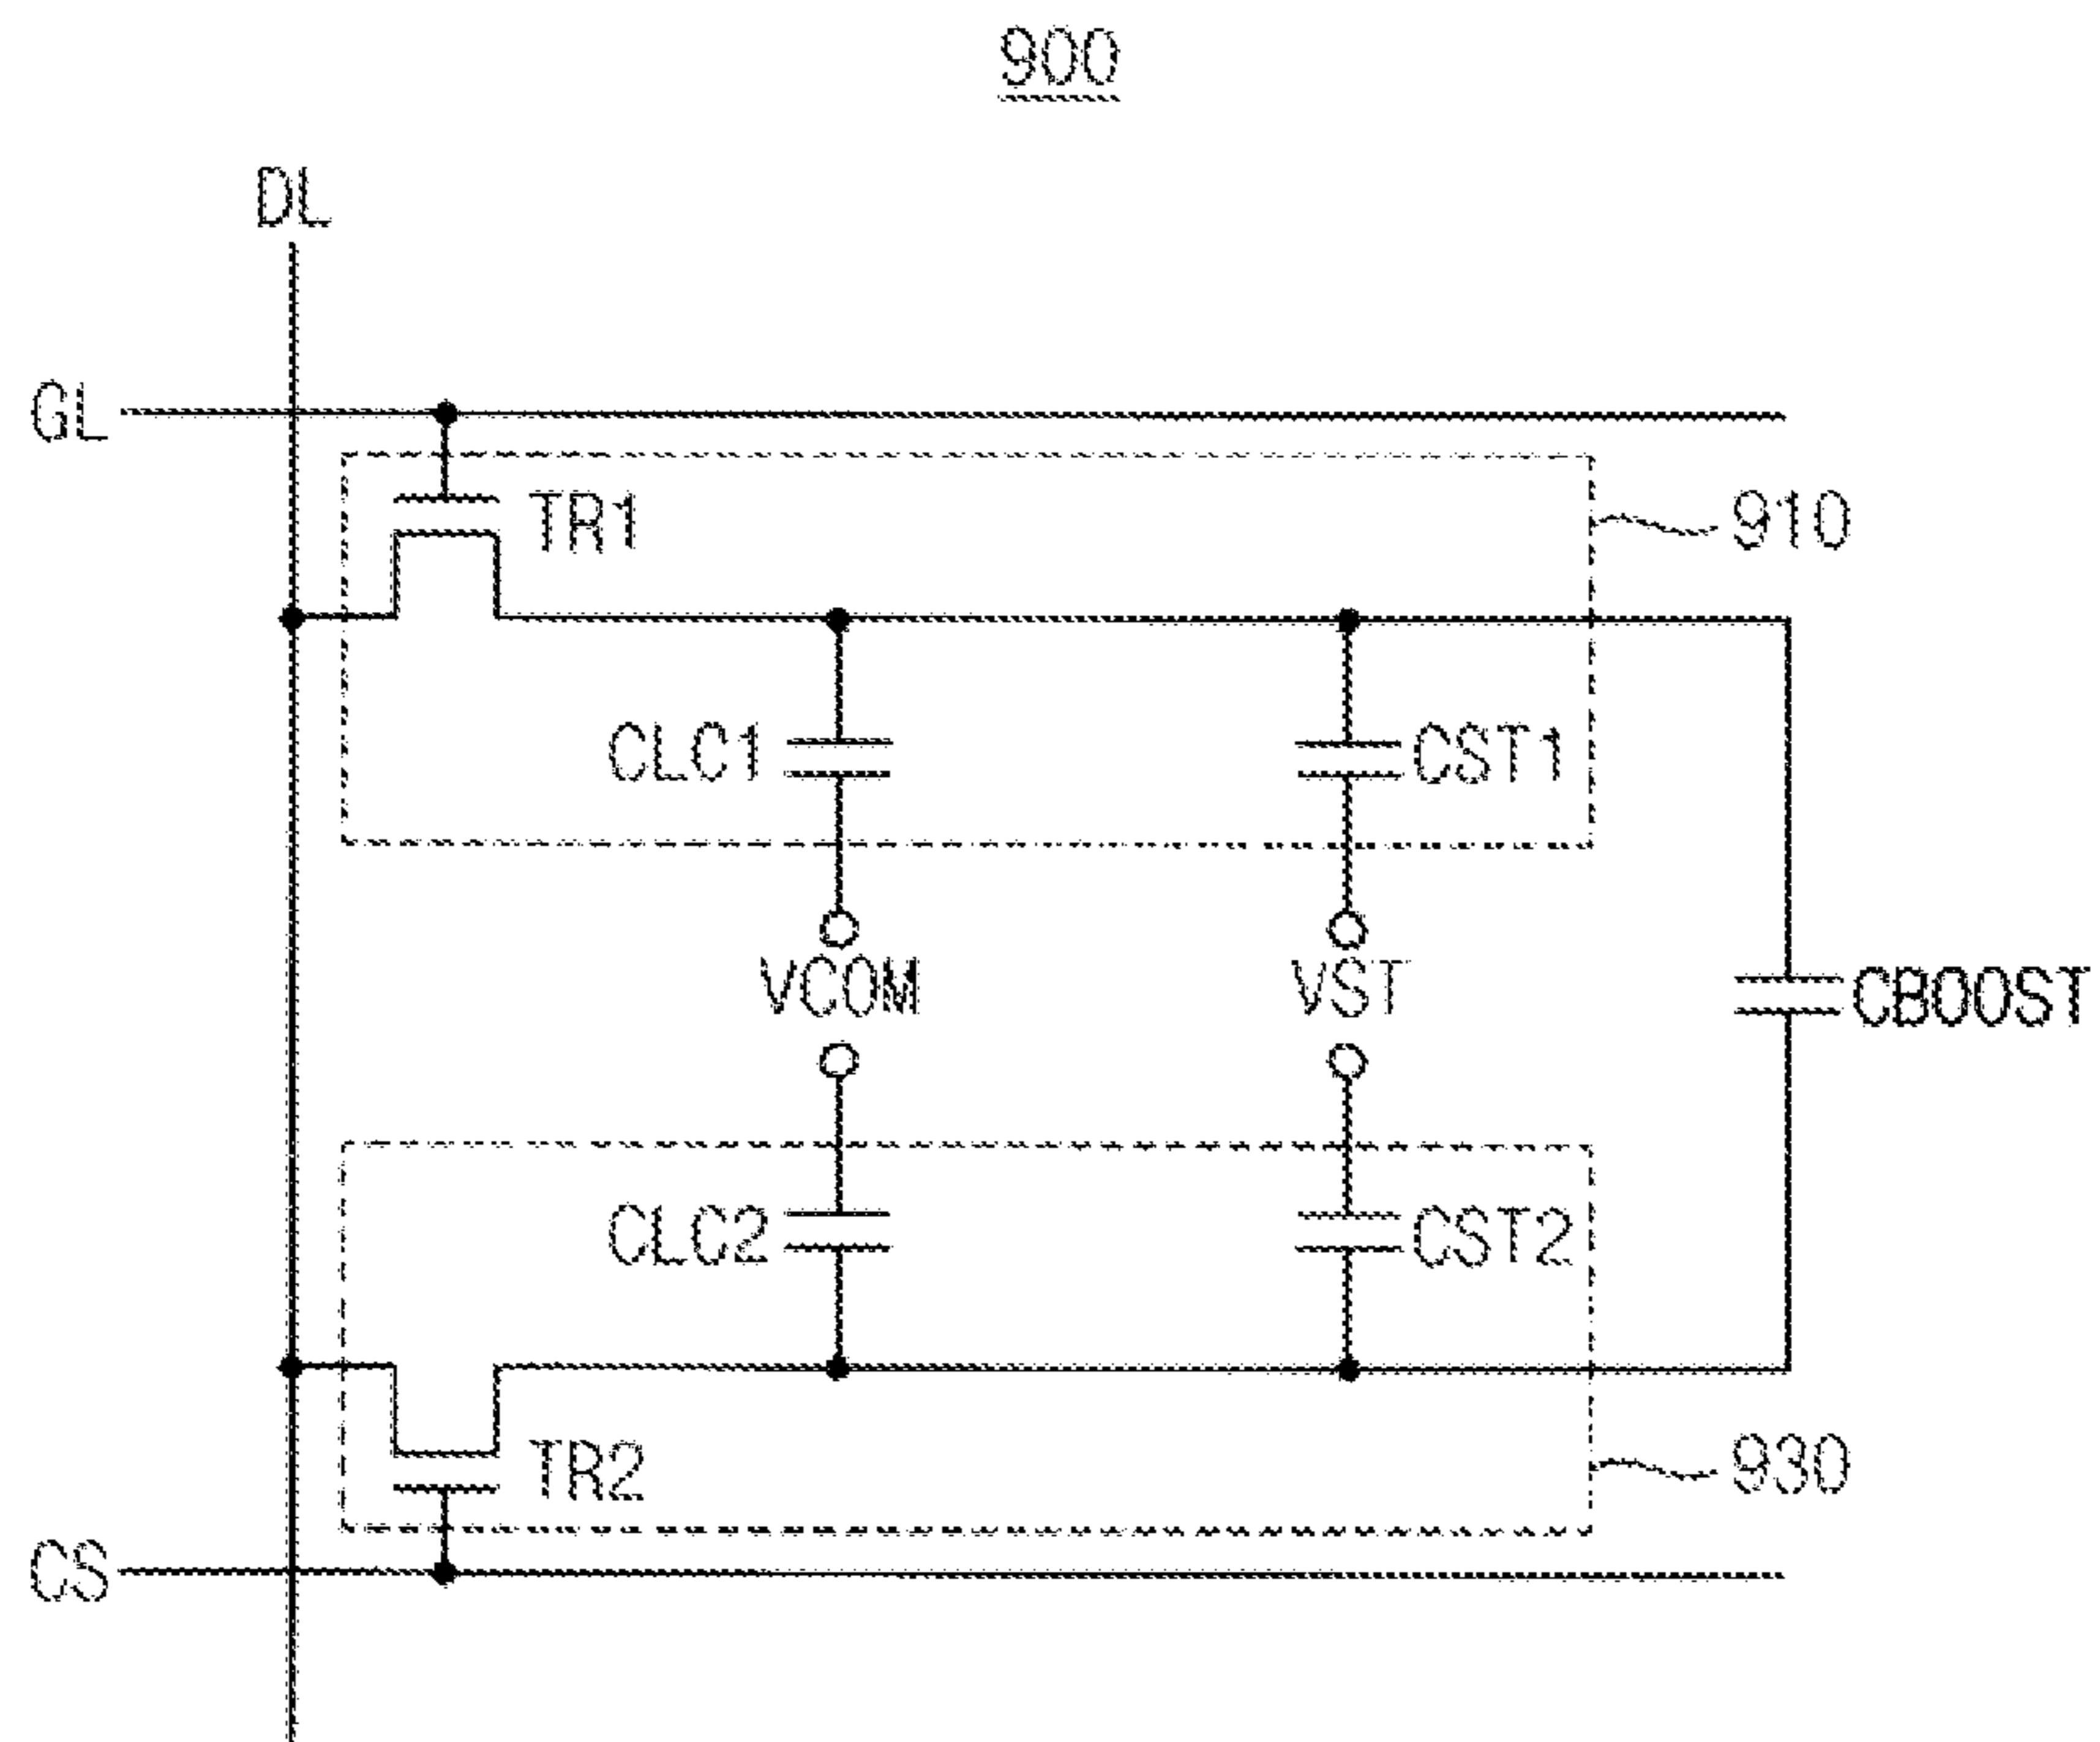 900
DL
GL
TR1
910
CLC1
CST1
VCOM
VST
CBOOST
CLC2
CST2
TR2
930
CS